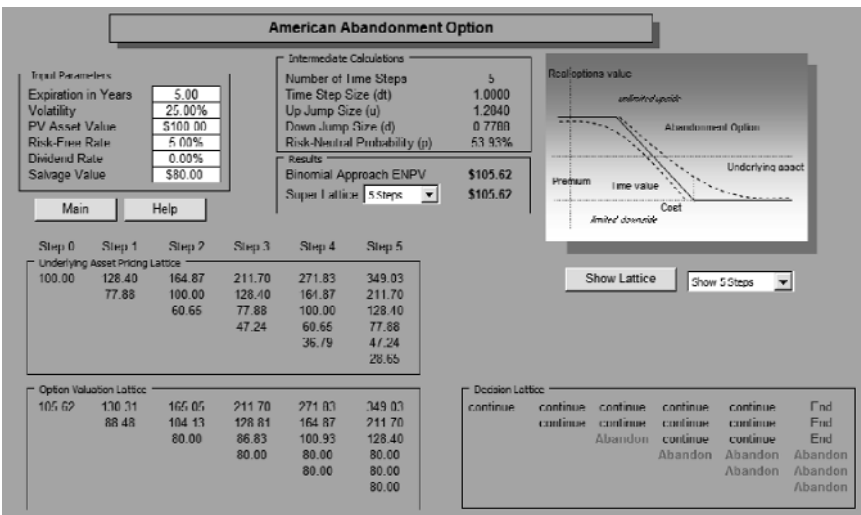 American Abandonment Option
Input Parameters
Expiration in Years 5.00
Volatility 25.00%
PV Asset Value $100.00
Risk-Free Rate 5.00%
Dividend Rate 0.00%
Salvage Value $80.00
Main Help
Intermediate Calculations
Number of Time Steps 5
Time Step Size (dt) 1.0000
Up Jump Size (u) 1.2840
Down Jump Size (d) 0.7788
Risk-Neutral Probability (p) 53.93%
Results
Binomial Approach ENPV $105.62
Super Lattice 5 Steps $105.62
Real options value
unlimited upside
Abandonment Option
Underlying asset
Premium Time value
Cost
limited downside
Show Lattice Show 5 Steps
Step 0 Step 1 Step 2 Step 3 Step 4 Step 5
Underlying Asset Pricing Lattice
100.00 128.40 164.87 211.70 271.83 349.03
77.88 100.00 128.40 164.87 211.70
60.65 77.88 100.00 128.40
47.24 60.65 77.88
36.79 47.24
28.65
Option Valuation Lattice
105.62 130.31 165.05 211.70 271.83 349.03
88.48 104.13 128.81 164.87 211.70
80.00 86.83 100.93 128.40
80.00 80.00 80.00
80.00 80.00
80.00
Decision Lattice
continue continue continue continue continue End
continue continue continue continue End
Abandon continue continue End
Abandon Abandon Abandon
Abandon Abandon
Abandon